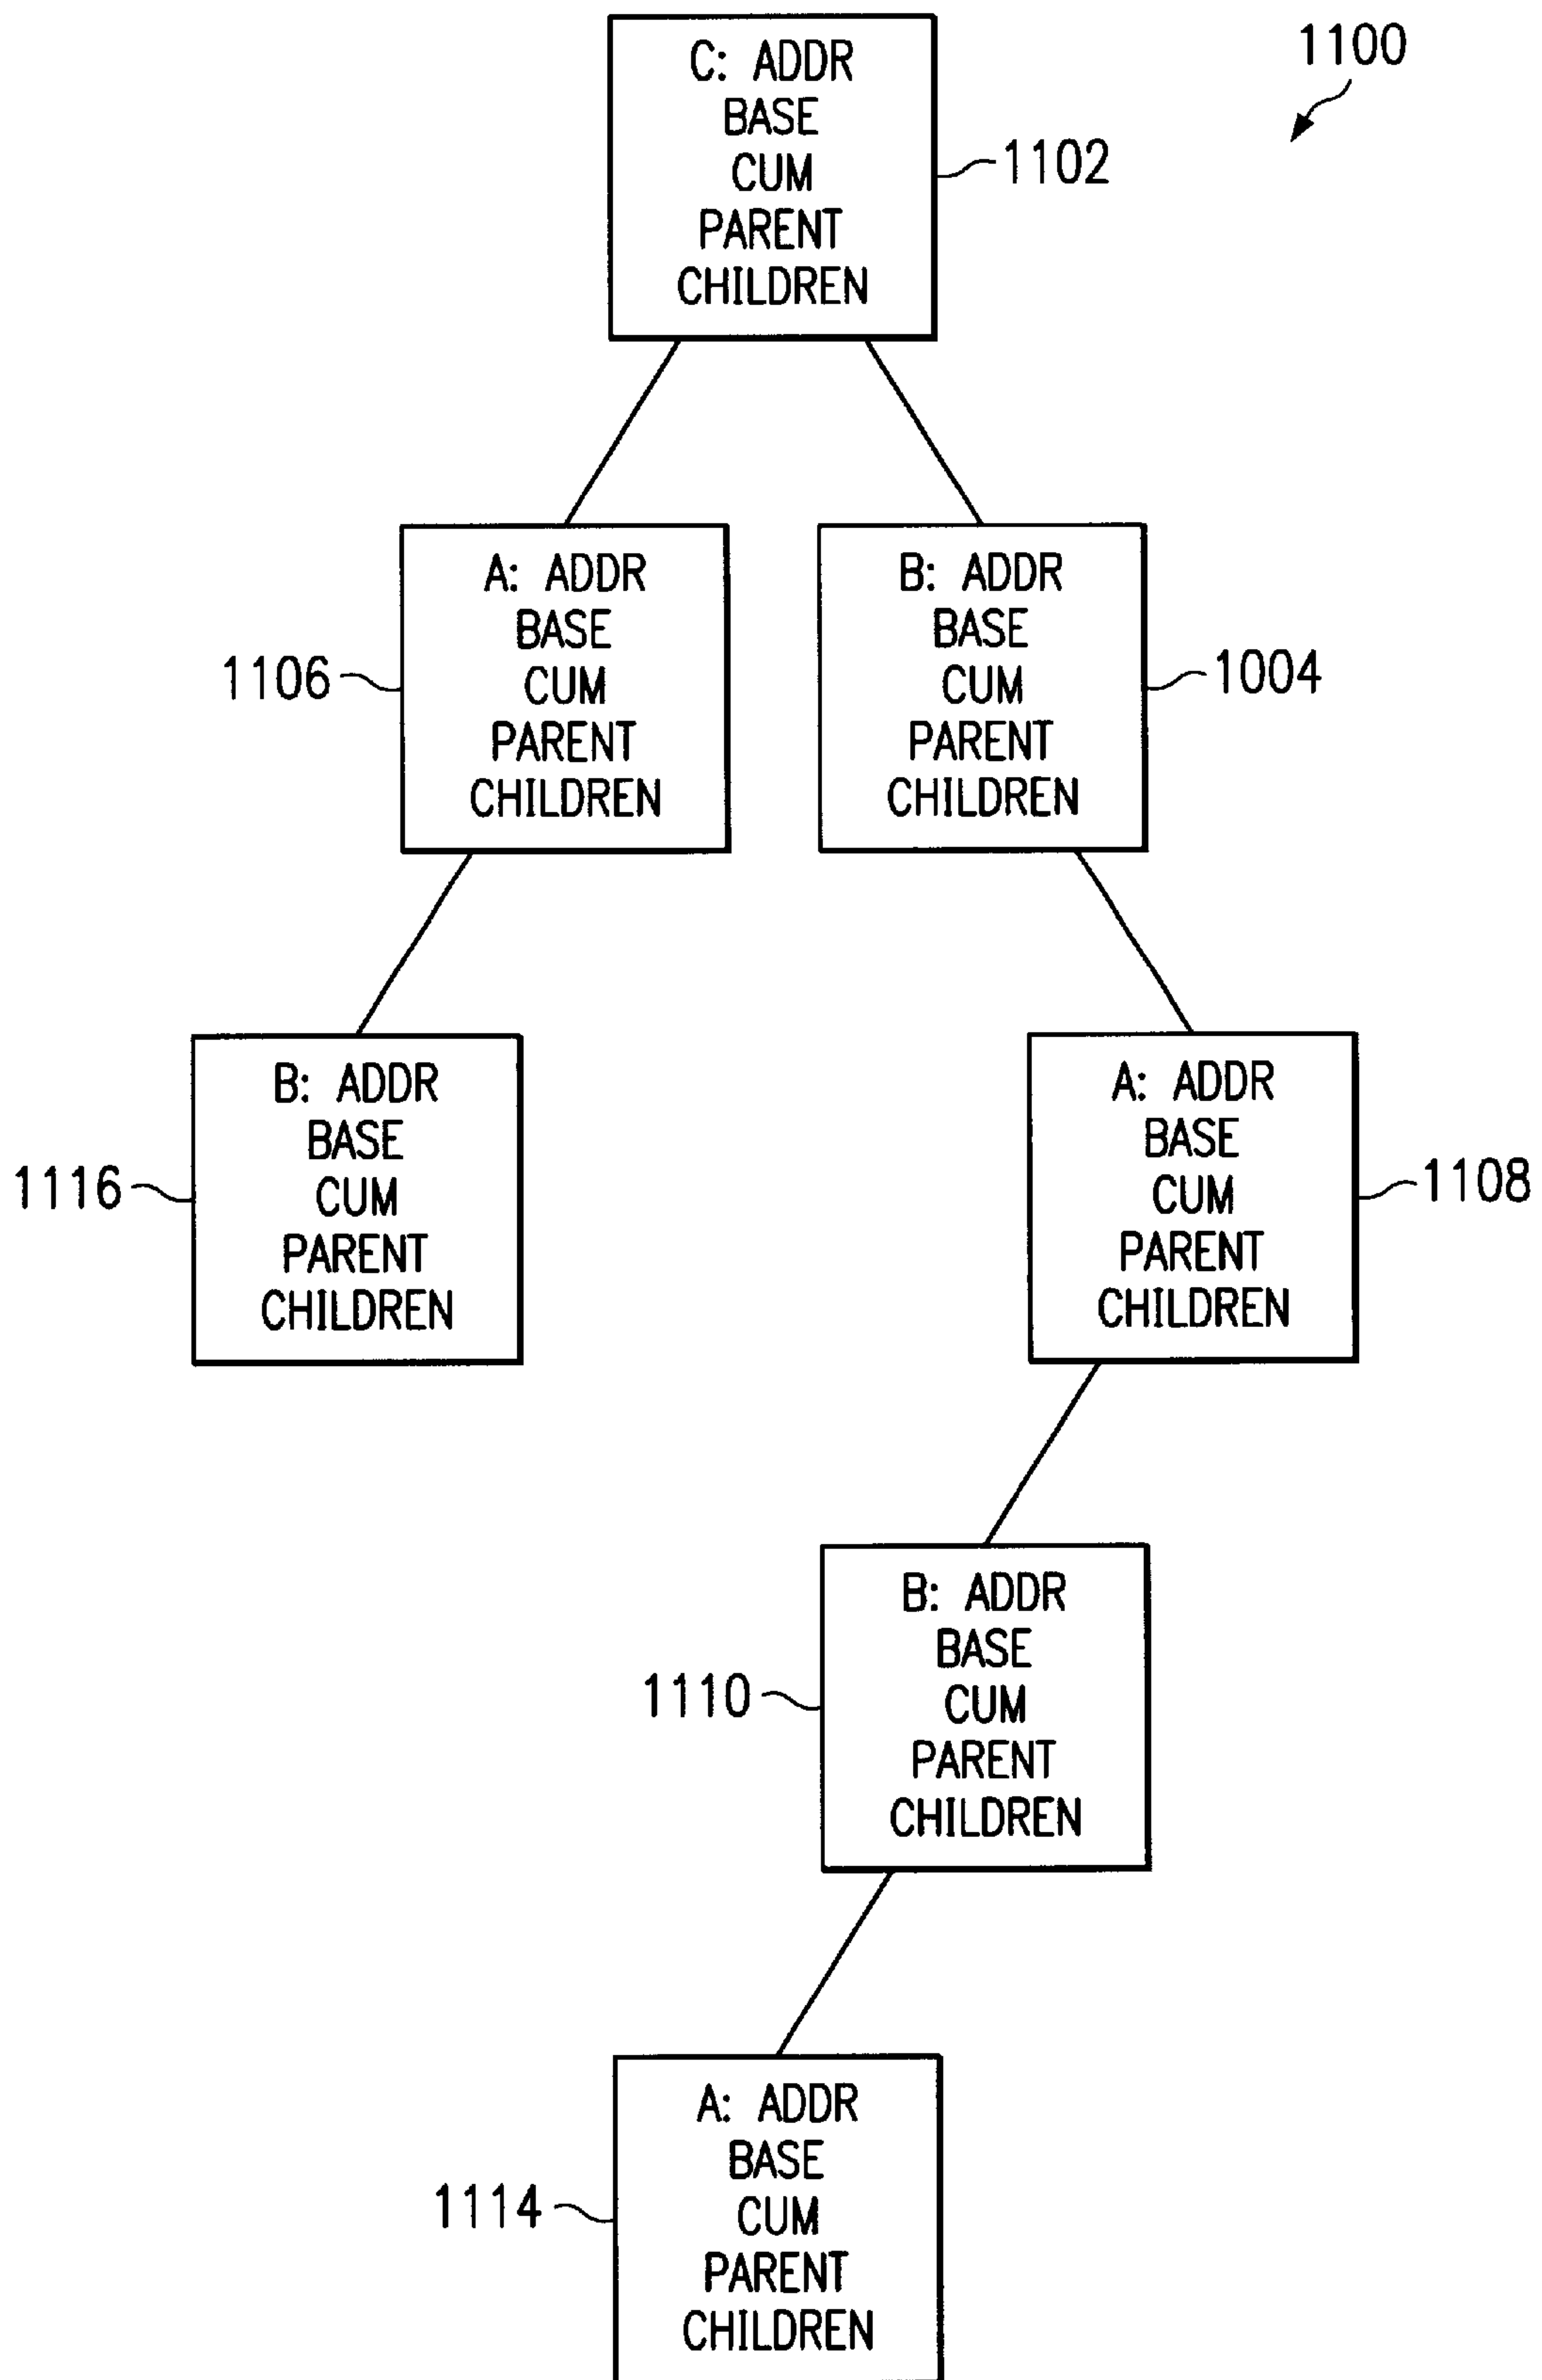 1100
C: ADDR
BASE
CUM
PARENT
CHILDREN
1102
1106
A: ADDR
BASE
CUM
PARENT
CHILDREN
B: ADDR
BASE
CUM
PARENT
CHILDREN
1004
1116
B: ADDR
BASE
CUM
PARENT
CHILDREN
A: ADDR
BASE
CUM
PARENT
CHILDREN
1108
1110
B: ADDR
BASE
CUM
PARENT
CHILDREN
1114
A: ADDR
BASE
CUM
PARENT
CHILDREN